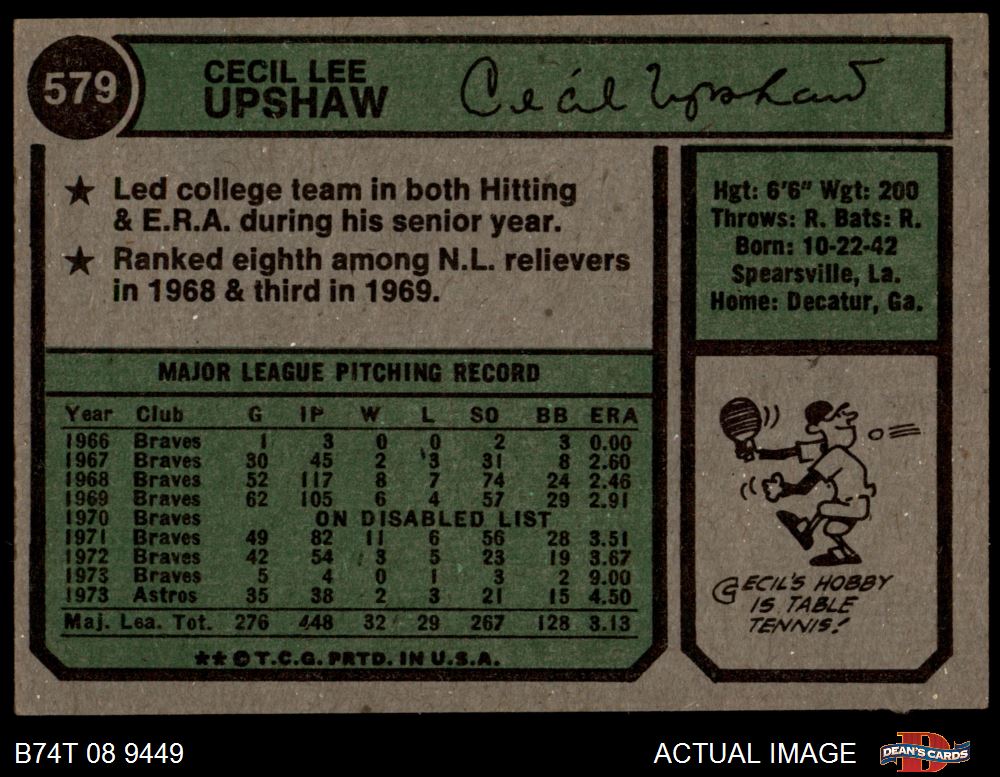 579
CECIL LEE
UPSHAW
Cecil Upshaw
★ Led college team in both Hitting
& E.R.A. during his senior year.
★ Ranked eighth among N.L. relievers
in 1968 & third in 1969.
Hgt: 6'6" Wgt: 200
Throws: R. Bats: R.
Born: 10-22-42
Spearsville, La.
Home: Decatur, Ga.
MAJOR LEAGUE PITCHING RECORD
Year Club G IP W L SO BB ERA
1966 Braves 1 3 0 0 2 3 0.00
1967 Braves 30 45 2 3 31 8 2.60
1968 Braves 52 117 8 7 74 24 2.46
1969 Braves 62 105 6 4 57 29 2.91
1970 Braves ON DISABLED LIST
1971 Braves 49 82 11 6 56 28 3.51
1972 Braves 42 54 3 5 23 19 3.67
1973 Braves 5 4 0 1 3 2 9.00
1973 Astros 35 38 2 3 21 15 4.50
Maj. Lea. Tot. 276 448 32 29 267 128 3.13
★★ © T.C.G. PRTD. IN U.S.A.
CECIL'S HOBBY
IS TABLE
TENNIS!
B74T 08 9449
ACTUAL IMAGE
DEAN'S CARDS